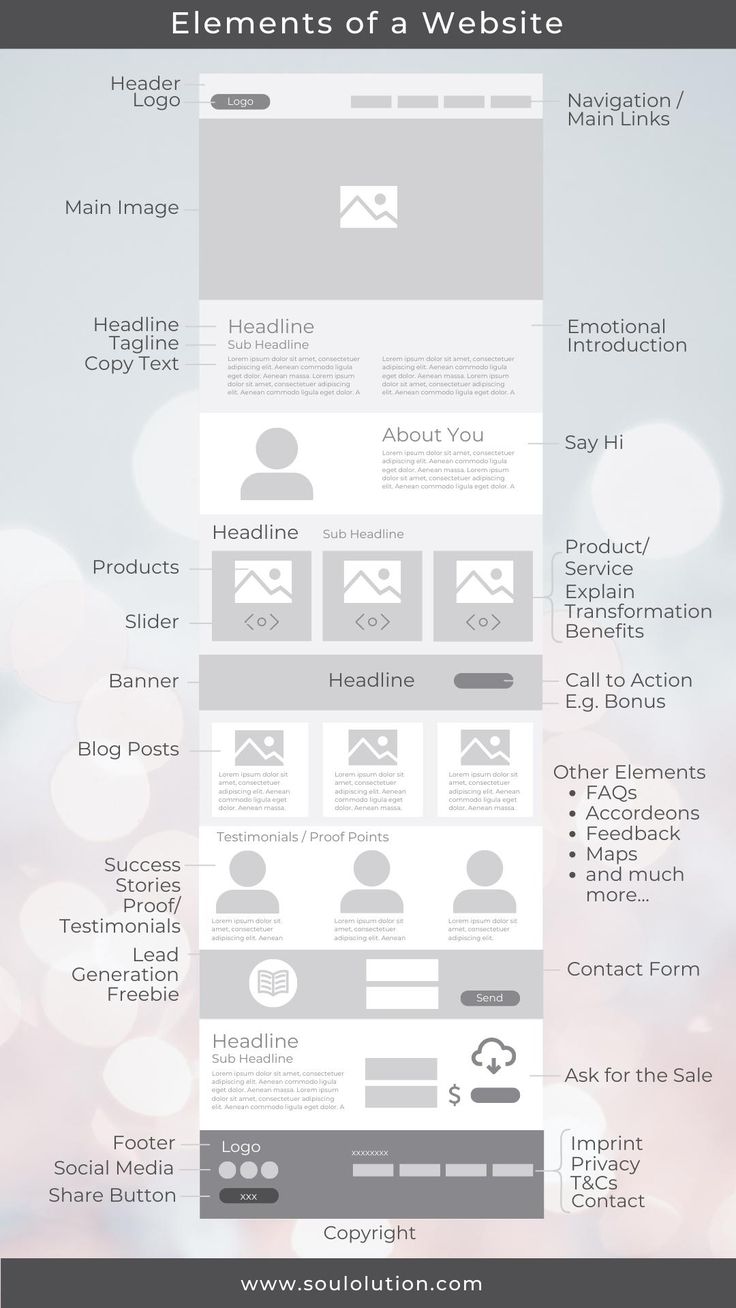 Elements of a Website
Header
Logo
Logo
Navigation /
Main Links
Main Image
Headline
Tagline
Copy Text
Headline
Sub Headline
Lorem ipsum dolor sit amet, consectetuer
adipiscing elit. Aenean commodo ligula
eget dolor. Aenean massa. Lorem ipsum
dolor sit amet, consectetuer adipiscing
elit. Aenean commodo ligula eget dolor. A
Lorem ipsum dolor sit amet, consectetuer
adipiscing elit. Aenean commodo ligula
eget dolor. Aenean massa. Lorem ipsum
dolor sit amet, consectetuer adipiscing
elit. Aenean commodo ligula eget dolor. A
Emotional
Introduction
About You
Lorem ipsum dolor sit amet, consectetuer
adipiscing elit. Aenean commodo ligula
eget dolor. Aenean massa. Lorem ipsum
dolor sit amet, consectetuer adipiscing
elit. Aenean commodo ligula eget dolor. A
Say Hi
Headline
Sub Headline
Products
Slider
Product/
Service
Explain
Transformation
Benefits
Banner
Headline
Call to Action
E.g. Bonus
Blog Posts
Lorem ipsum dolor sit
amet, consectetuer
adipiscing elit. Aenean
commodo ligula eget
dolor. Aenean massa.
Lorem ipsum dolor sit
amet, consectetuer
adipiscing elit. Aenean
commodo ligula eget
dolor. Aenean massa.
Lorem ipsum dolor sit
amet, consectetuer
adipiscing elit. Aenean
commodo ligula eget
dolor. Aenean massa.
Other Elements
• FAQs
• Accordeons
• Feedback
• Maps
• and much
more...
Testimonials / Proof Points
Success
Stories
Proof/
Testimonials
Lorem ipsum dolor sit
amet, consectetuer
adipiscing elit. Aenean
Lorem ipsum dolor sit
amet, consectetuer
adipiscing elit. Aenean
Lorem ipsum dolor sit
amet, consectetuer
adipiscing elit.
Lead
Generation
Freebie
Send
Contact Form
Headline
Sub Headline
Lorem ipsum dolor sit amet, consectetuer
adipiscing elit. Aenean commodo ligula
eget dolor. Aenean massa. Lorem ipsum
dolor sit amet, consectetuer adipiscing
elit. Aenean commodo ligula eget dolor. A
$
Ask for the Sale
Footer
Social Media
Share Button
Logo
xxx
xxxxxxxx
Imprint
Privacy
T&Cs
Contact
Copyright
www.soulolution.com